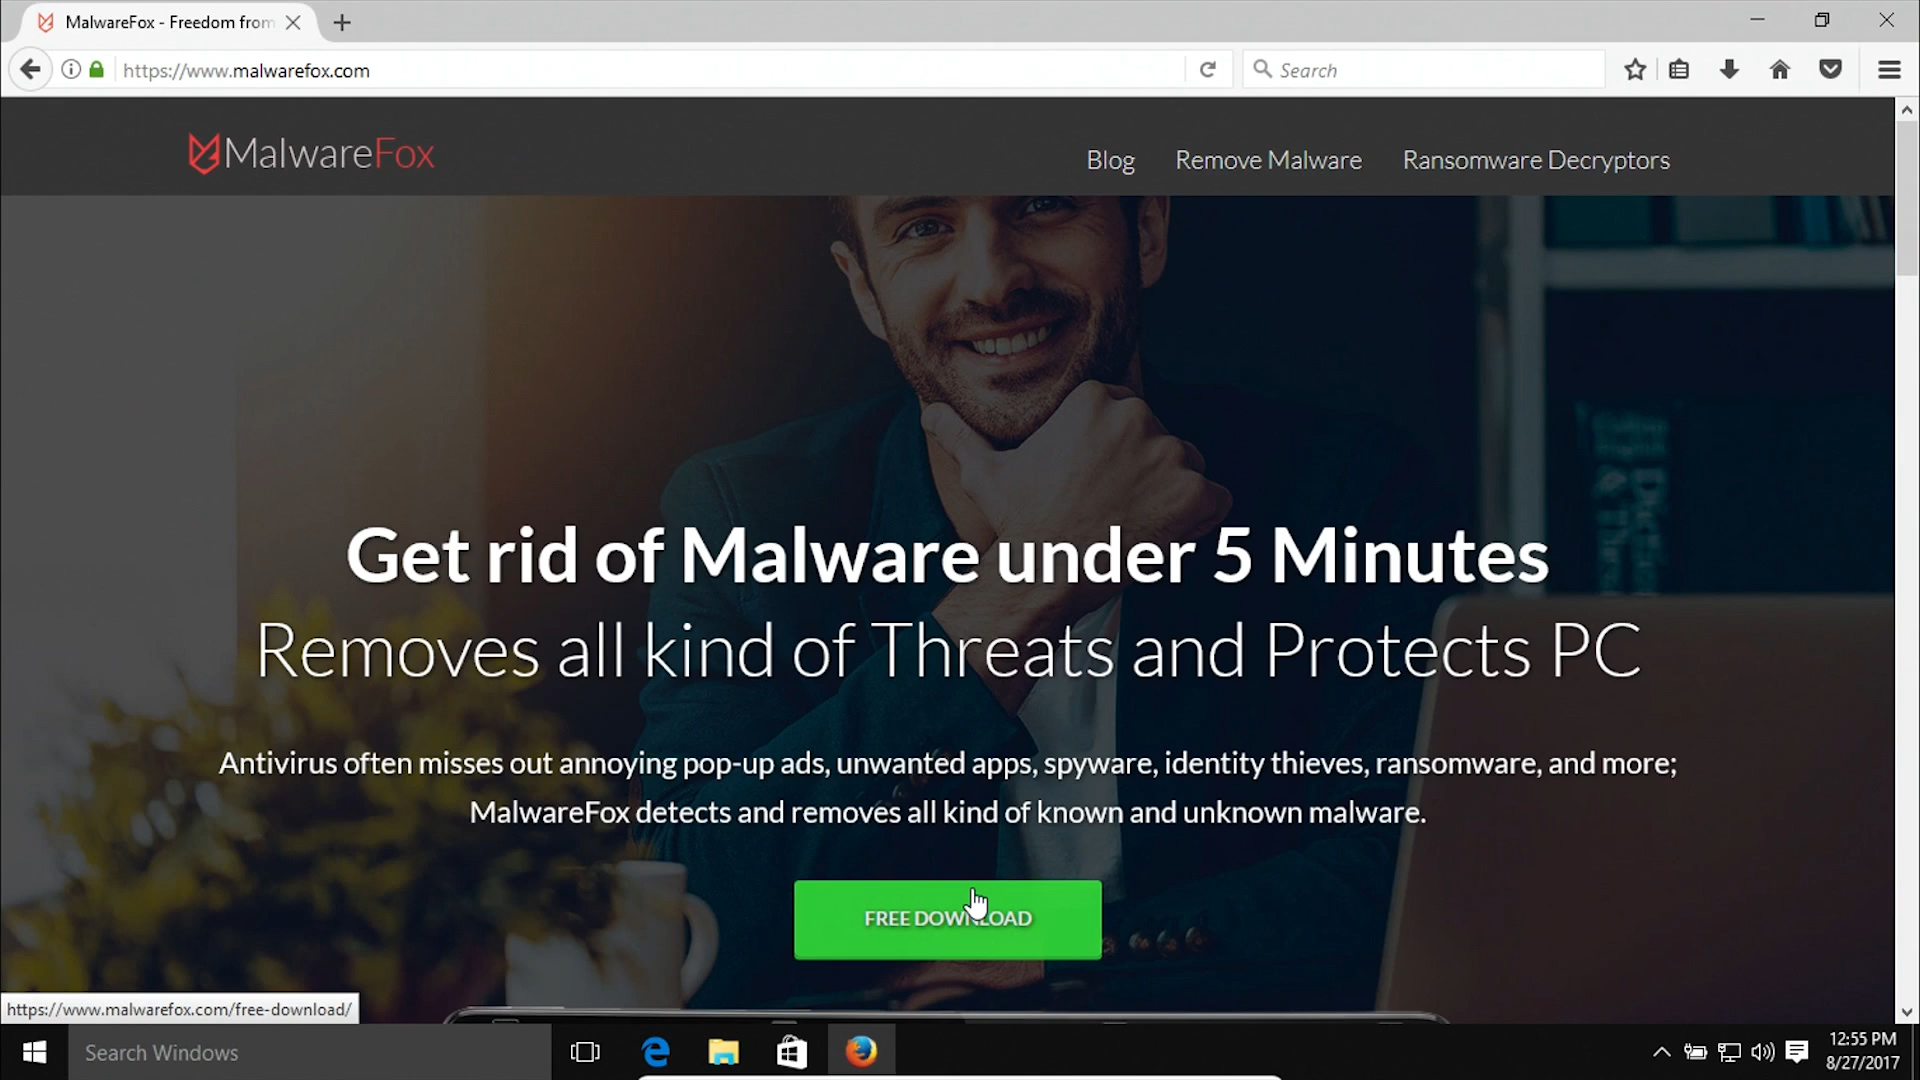 MalwareFox - Freedom from
https://www.malwarefox.com
Search
MalwareFox
Blog
Remove Malware
Ransomware Decryptors
Get rid of Malware under 5 Minutes
Removes all kind of Threats and Protects PC
Antivirus often misses out annoying pop-up ads, unwanted apps, spyware, identity thieves, ransomware, and more;
MalwareFox detects and removes all kind of known and unknown malware.
FREE DOWNLOAD
https://www.malwarefox.com/free-download/
Search Windows
12:55 PM
8/27/2017